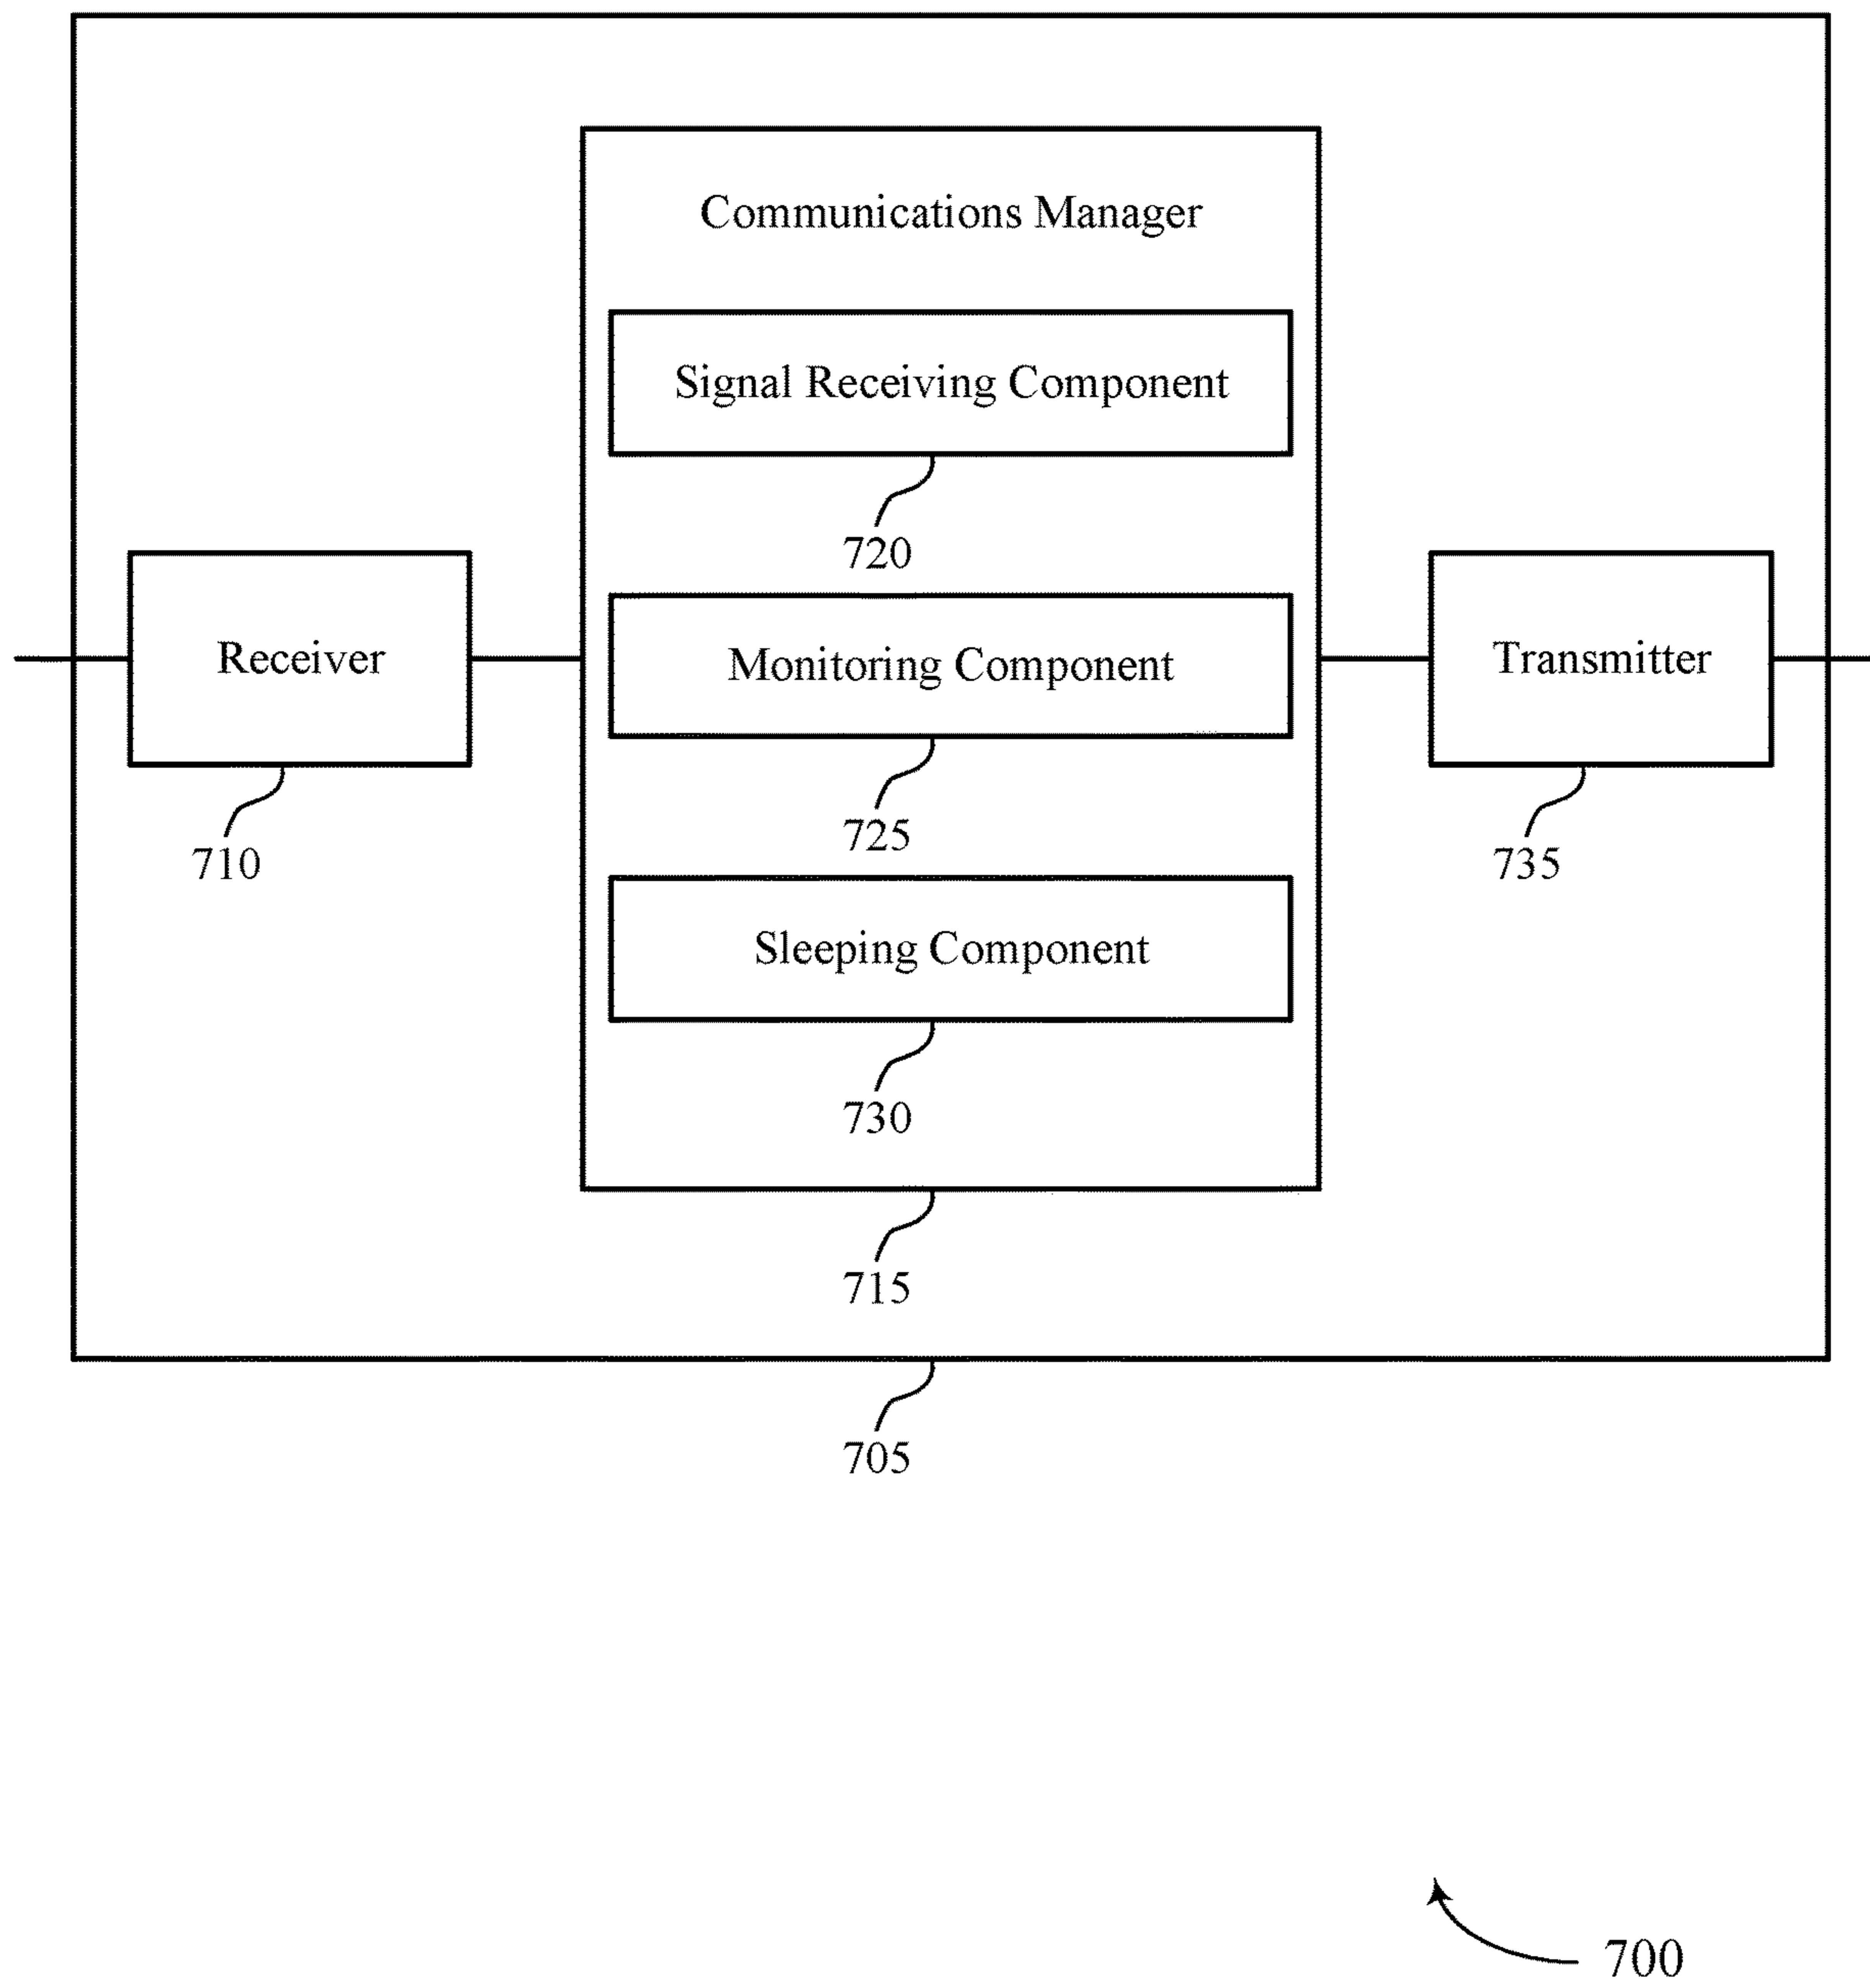 Communications Manager
Signal Receiving Component
720
Receiver
Monitoring Component
Transmitter
710
725
735
Sleeping Component
730
715
705
700